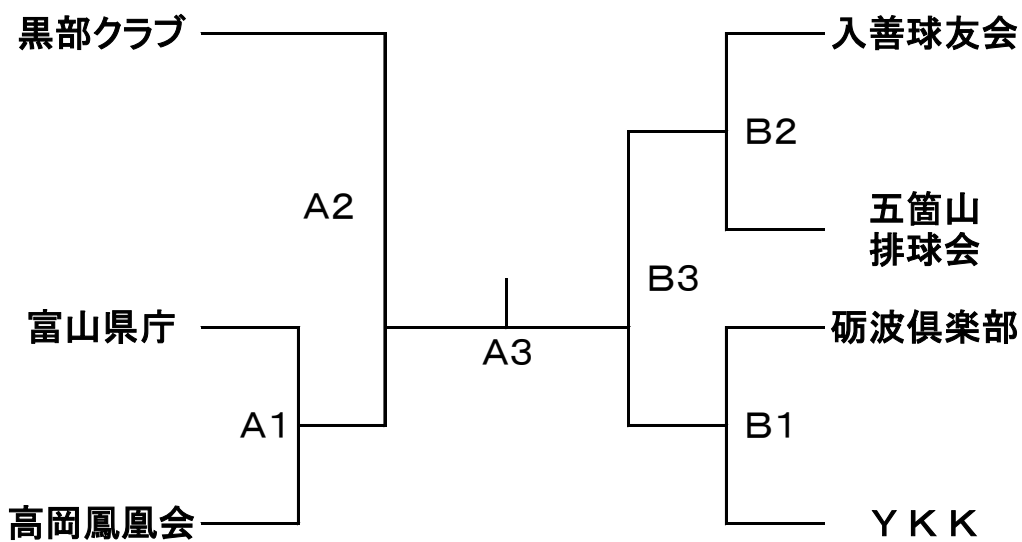 黒部クラブ
入善球友会
B2
A2
五箇山
排球会
B3
富山県庁
砺波倶楽部
A3
A1
B1
高岡鳳凰会
YKK